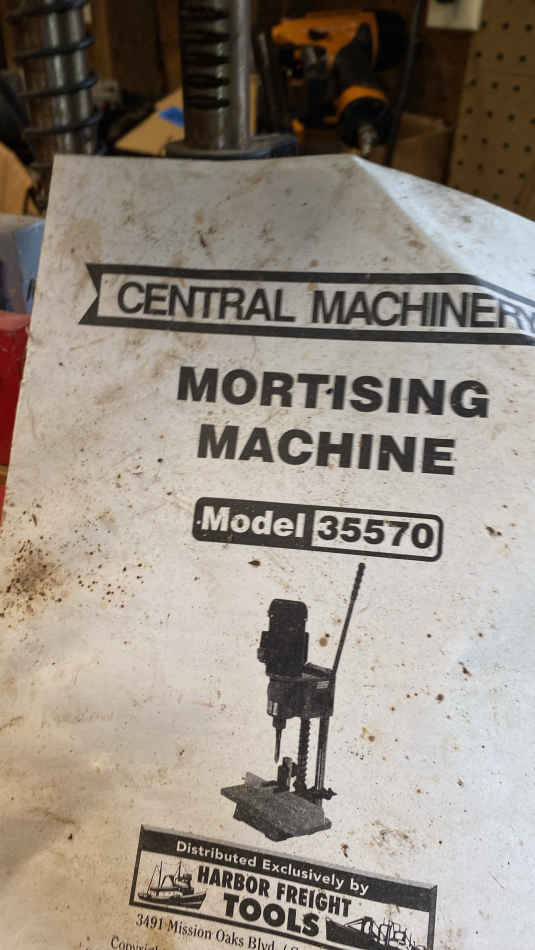 CENTRAL MACHINERY
MORTISING
MACHINE
Model 35570
Distributed Exclusively by
HARBOR FREIGHT
TOOLS
3491 Mission Oaks Blvd. /